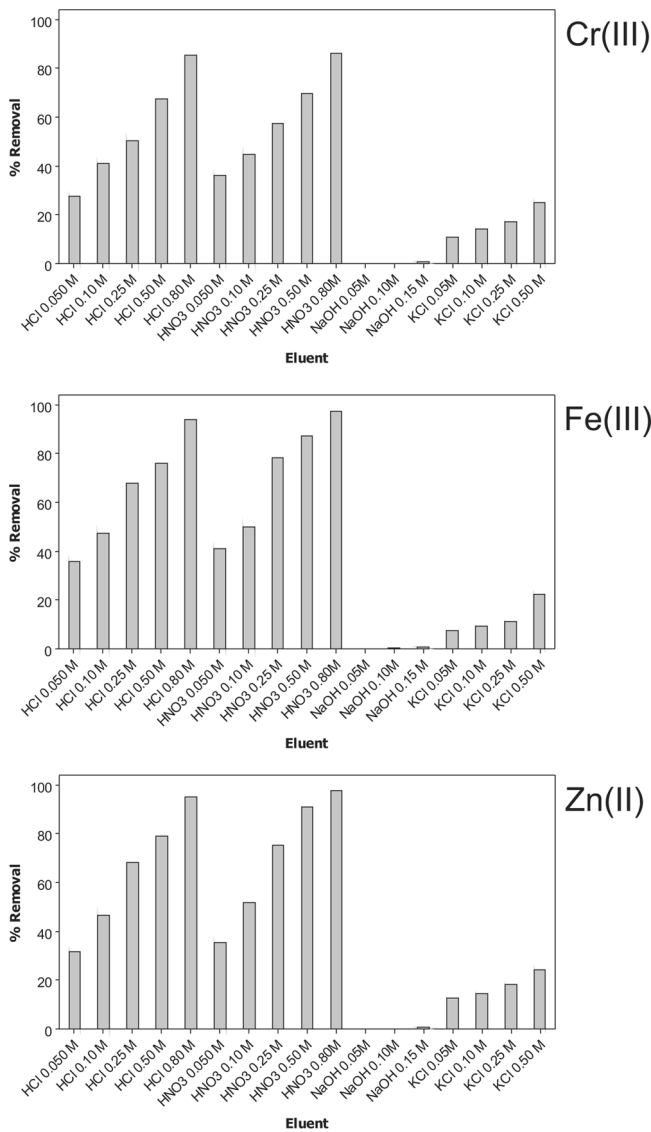 Cr(III)
% Removal
100
80
60
40
20
0
HCl 0.050 M
HCl 0.10 M
HCl 0.25 M
HCl 0.50 M
HCl 0.80 M
HNO3 0.050 M
HNO3 0.10 M
HNO3 0.25 M
HNO3 0.50 M
HNO3 0.80M
NaOH 0.05M
NaOH 0.10M
NaOH 0.15 M
KCl 0.05M
KCl 0.10 M
KCl 0.25 M
KCl 0.50 M
Eluent
Fe(III)
% Removal
100
80
60
40
20
0
HCl 0.050 M
HCl 0.10 M
HCl 0.25 M
HCl 0.50 M
HCl 0.80 M
HNO3 0.050 M
HNO3 0.10 M
HNO3 0.25 M
HNO3 0.50 M
HNO3 0.80M
NaOH 0.05M
NaOH 0.10M
NaOH 0.15 M
KCl 0.05M
KCl 0.10 M
KCl 0.25 M
KCl 0.50 M
Eluent
Zn(II)
% Removal
100
80
60
40
20
0
HCl 0.050 M
HCl 0.10 M
HCl 0.25 M
HCl 0.50 M
HCl 0.80 M
HNO3 0.050 M
HNO3 0.10 M
HNO3 0.25 M
HNO3 0.50 M
HNO3 0.80M
NaOH 0.05M
NaOH 0.10M
NaOH 0.15 M
KCl 0.05M
KCl 0.10 M
KCl 0.25 M
KCl 0.50 M
Eluent